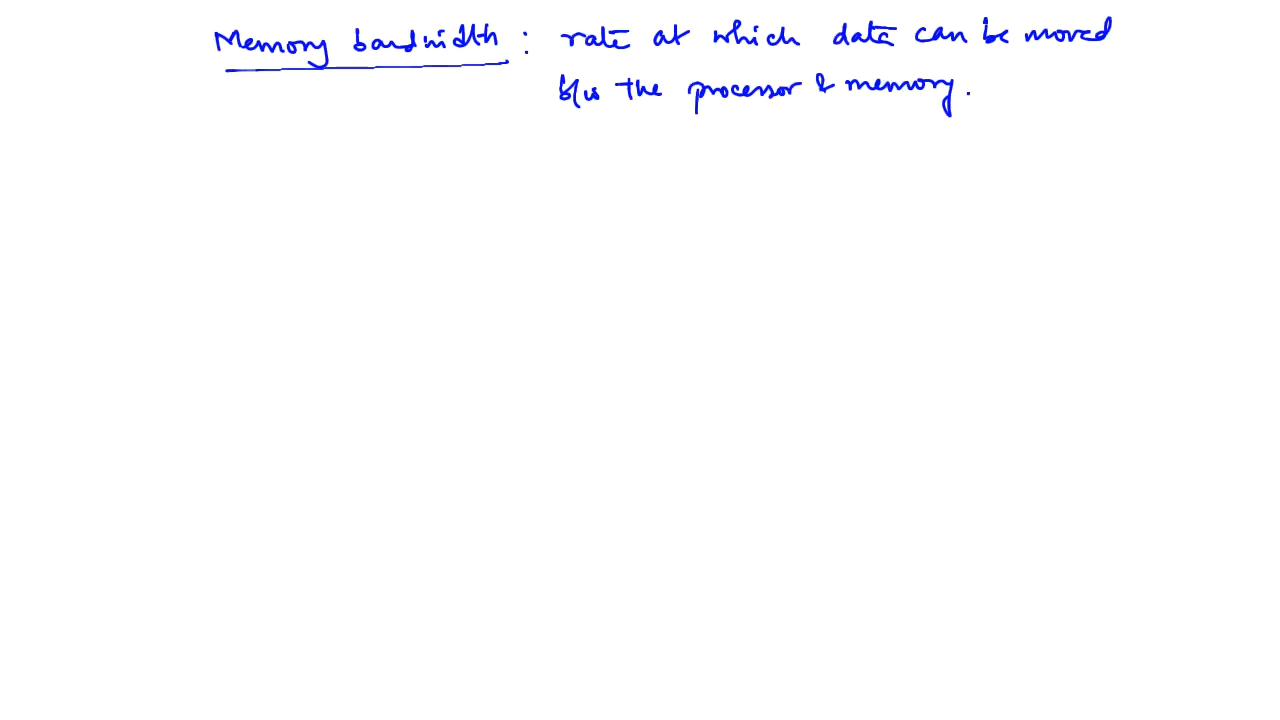 Memory bandwidth : rate at which data can be moved
b/w the processor & memory.